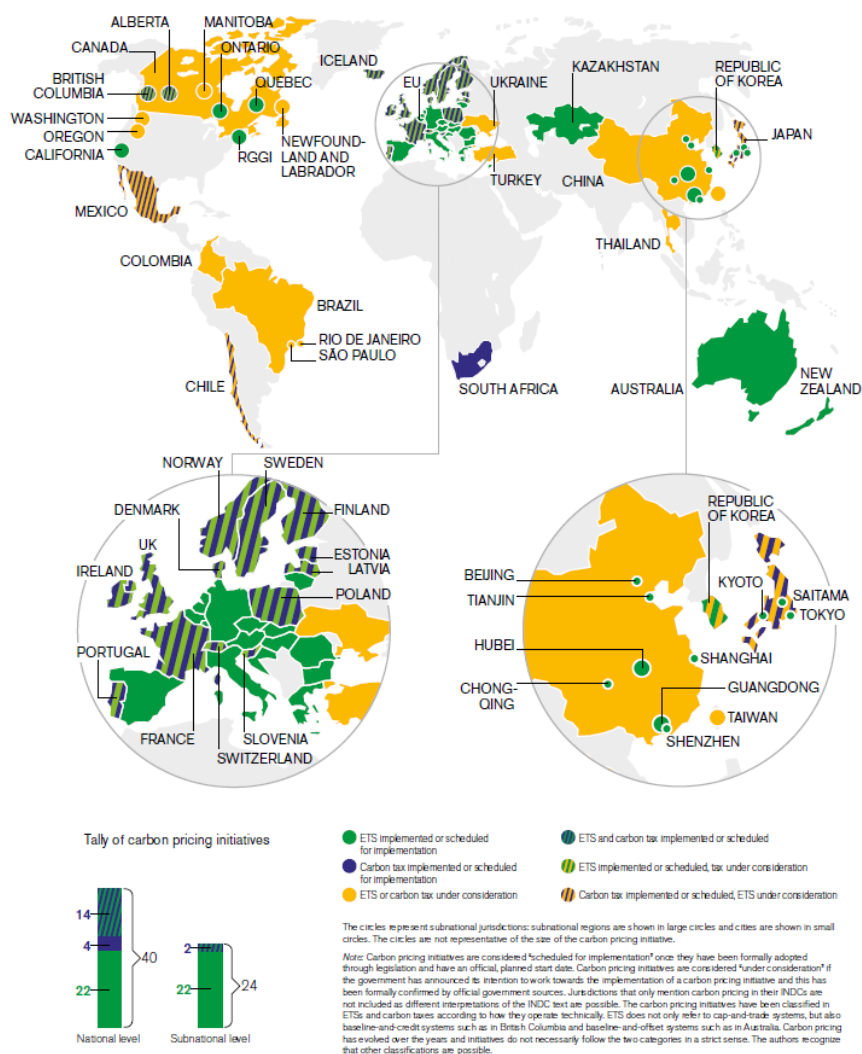 ALBERTA
MANITOBA
CANADA
ONTARIO
ICELAND
KAZAKHSTAN
REPUBLIC
OF KOREA
BRITISH
COLUMBIA
QUEBEC
EU
UKRAINE
WASHINGTON
OREGON
CALIFORNIA
RGGI
NEWFOUND-
LAND AND
LABRADOR
JAPAN
TURKEY
CHINA
MEXICO
THAILAND
COLOMBIA
BRAZIL
RIO DE JANEIRO
SÃO PAULO
CHILE
SOUTH AFRICA
AUSTRALIA
NEW
ZEALAND
NORWAY
SWEDEN
DENMARK
FINLAND
UK
IRELAND
ESTONIA
LATVIA
POLAND
PORTUGAL
FRANCE
SLOVENIA
SWITZERLAND
REPUBLIC
OF KOREA
BEIJING
TIANJIN
KYOTO
SAITAMA
TOKYO
HUBEI
SHANGHAI
CHONG-
QING
GUANGDONG
TAIWAN
SHENZHEN
Tally of carbon pricing initiatives
14
4
22
40
National level
2
22
24
Subnational level
ETS implemented or scheduled
for implementation
Carbon tax implemented or scheduled
for implementation
ETS or carbon tax under consideration
ETS and carbon tax implemented or scheduled
ETS implemented or scheduled, tax under consideration
Carbon tax implemented or scheduled, ETS under consideration
The circles represent subnational jurisdictions: subnational regions are shown in large circles and cities are shown in small
circles. The circles are not representative of the size of the carbon pricing initiative.
Note: Carbon pricing initiatives are considered "scheduled for implementation" once they have been formally adopted
through legislation and have an official, planned start date. Carbon pricing initiatives are considered "under consideration" if
the government has announced its intention to work towards the implementation of a carbon pricing initiative and this has
been formally confirmed by official government sources. Jurisdictions that only mention carbon pricing in their INDCs are
not included as different interpretations of the INDC text are possible. The carbon pricing initiatives have been classified in
ETSs and carbon taxes according to how they operate technically. ETS does not only refer to cap-and-trade systems, but also
baseline-and-credit systems such as in British Columbia and baseline-and-offset systems such as in Australia. Carbon pricing
has evolved over the years and initiatives do not necessarily follow the two categories in a strict sense. The authors recognize
that other classifications are possible.